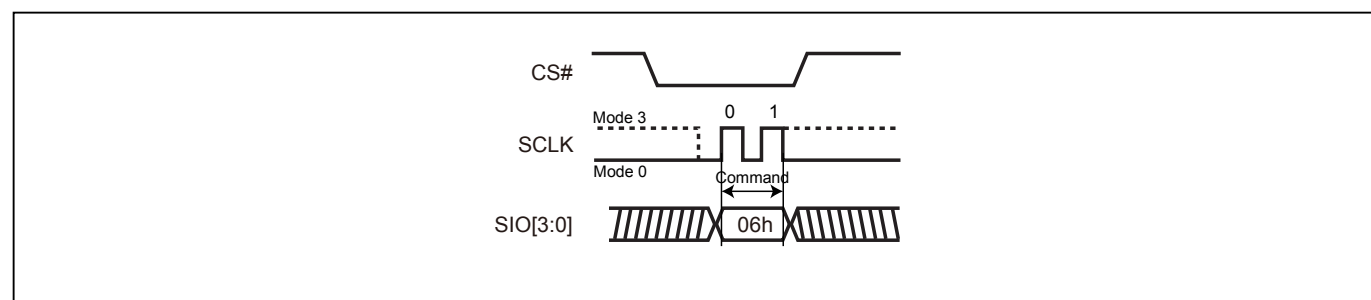 CS#
Mode 3
0 1
SCLK
Mode 0
Command
SIO[3:0]
06h